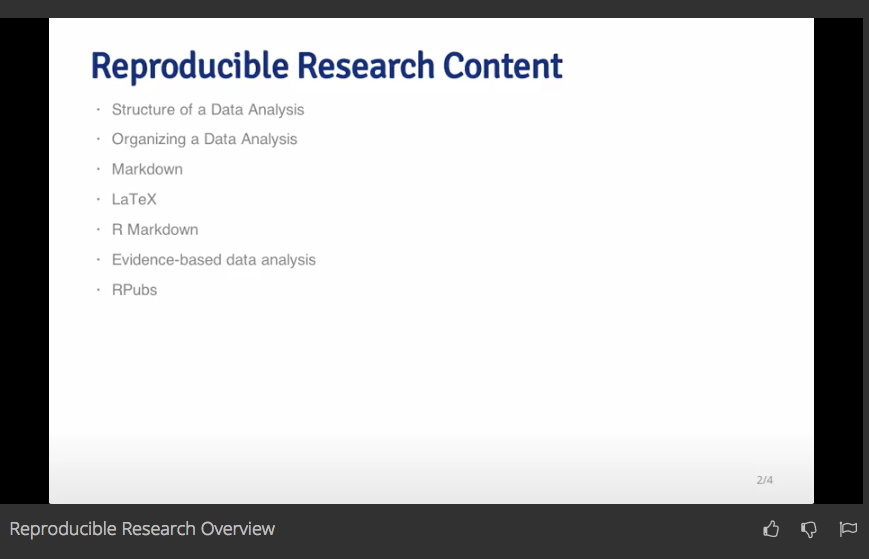 Reproducible Research Content
· Structure of a Data Analysis
· Organizing a Data Analysis
· Markdown
· LaTeX
· R Markdown
· Evidence-based data analysis
· RPubs
2/4
Reproducible Research Overview